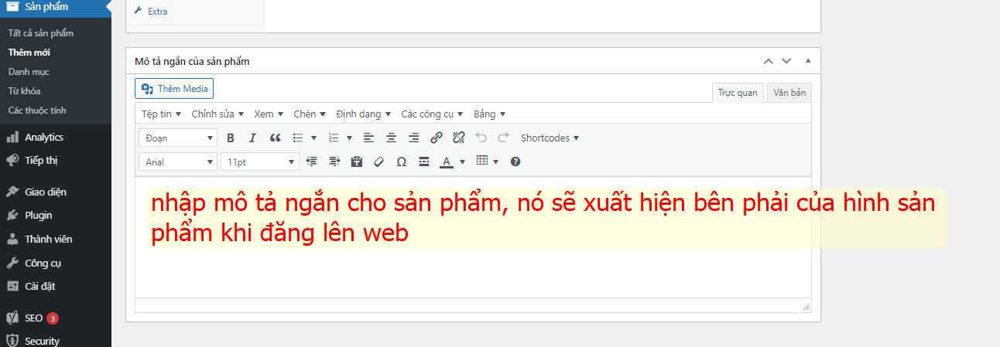 Sản phẩm
Tất cả sản phẩm
Thêm mới
Danh mục
Từ khóa
Các thuộc tính
Analytics
Tiếp thị
Giao diện
Plugin
Thành viên
Công cụ
Cài đặt
SEO 3
Security
Extra
Mô tả ngắn của sản phẩm
Thêm Media
Trực quan Văn bản
Tệp tin Chỉnh sửa Xem Chèn Định dạng Các công cụ Bảng
Đoạn B I Shortcodes
Arial 11pt Ω A
nhập mô tả ngắn cho sản phẩm, nó sẽ xuất hiện bên phải của hình sản
phẩm khi đăng lên web